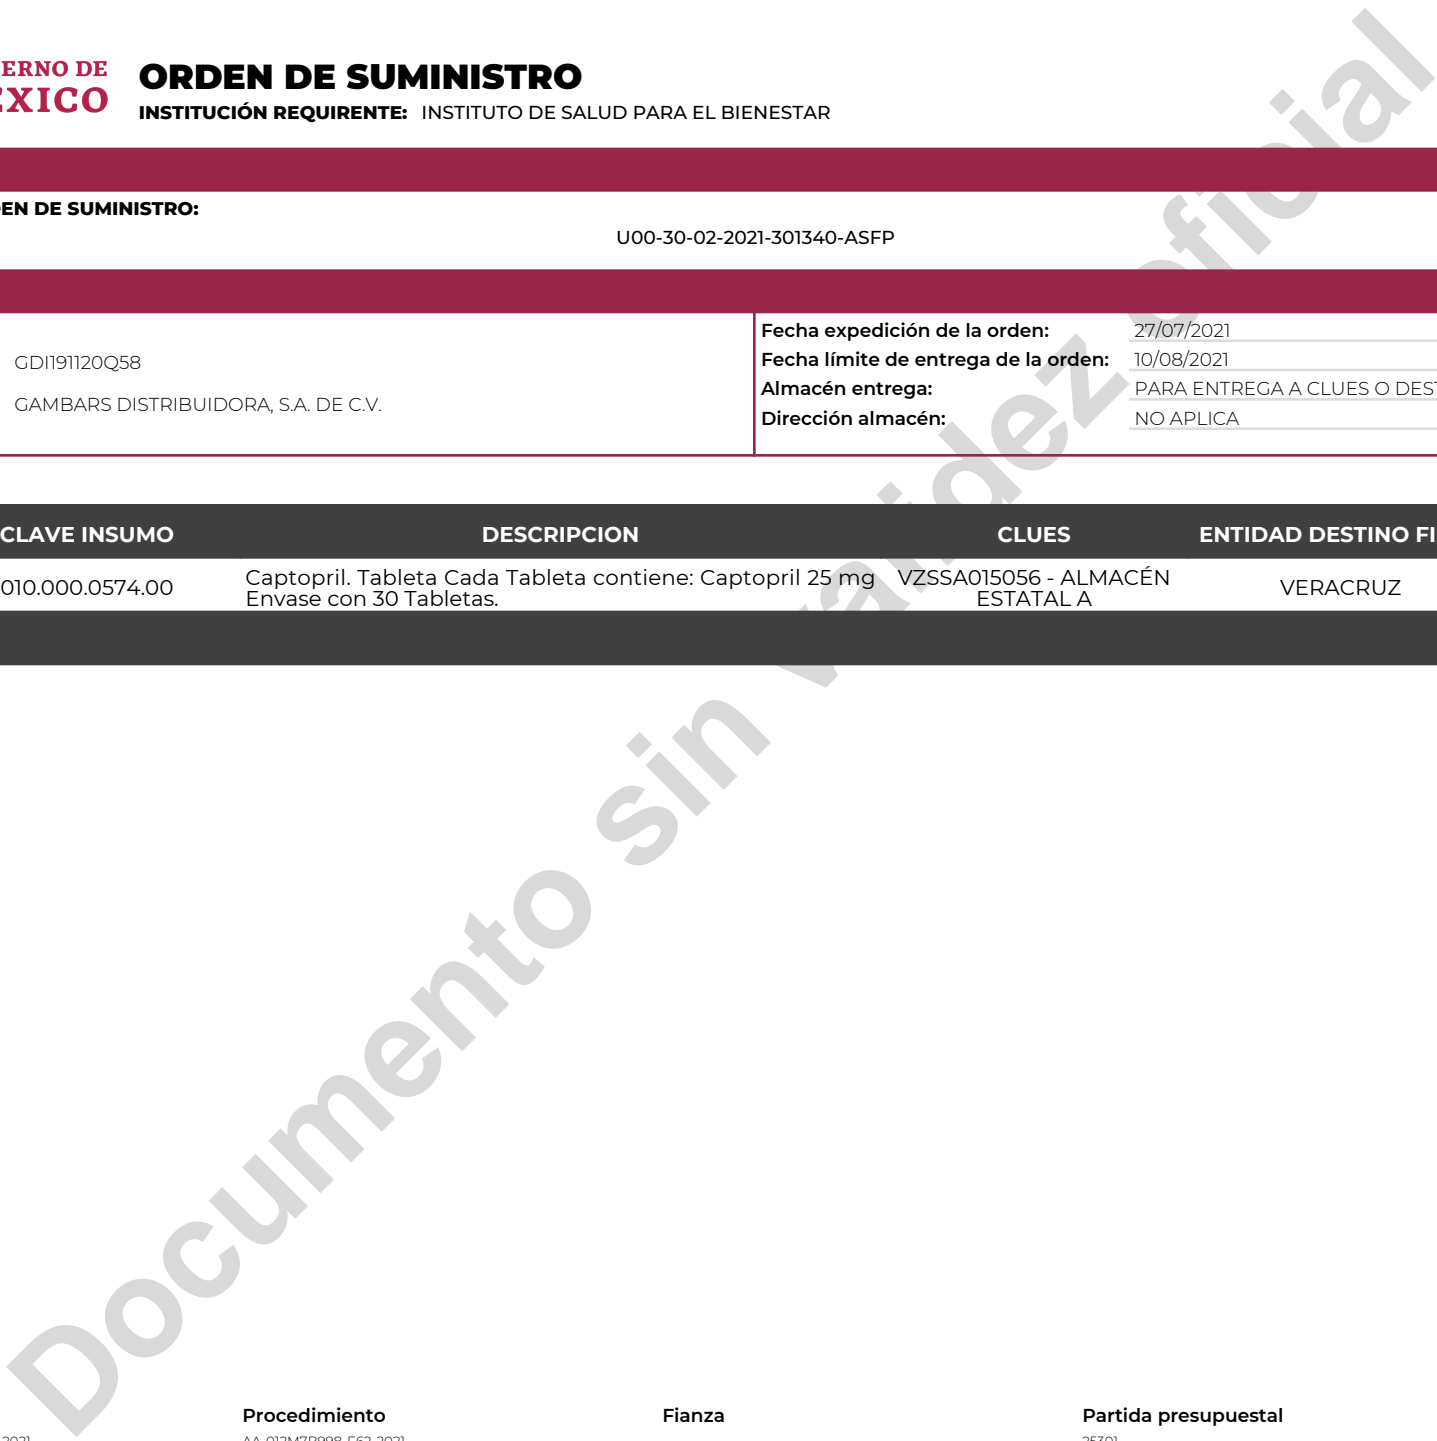 ERNO DE
ORDEN DE SUMINISTRO
INSTITUCIÓN REQUIRENTE: INSTITUTO DE SALUD PARA EL BIENESTAR
EXICO
EN DE SUMINISTRO:
U00-30-02-2021-301340-ASFP
GDI191120Q58
GAMBARS DISTRIBUIDORA, S.A. DE C.V.
Fecha expedición de la orden: 27/07/2021
Fecha límite de entrega de la orden: 10/08/2021
Almacén entrega: PARA ENTREGA A CLUES O DEST
Dirección almacén: NO APLICA
CLAVE INSUMO DESCRIPCION CLUES ENTIDAD DESTINO FI
010.000.0574.00 Captopril. Tableta Cada Tableta contiene: Captopril 25 mg VZSSA015056 - ALMACÉN VERACRUZ
Envase con 30 Tabletas. ESTATAL A
Documento sin validez oficial
Procedimiento Fianza Partida presupuestal